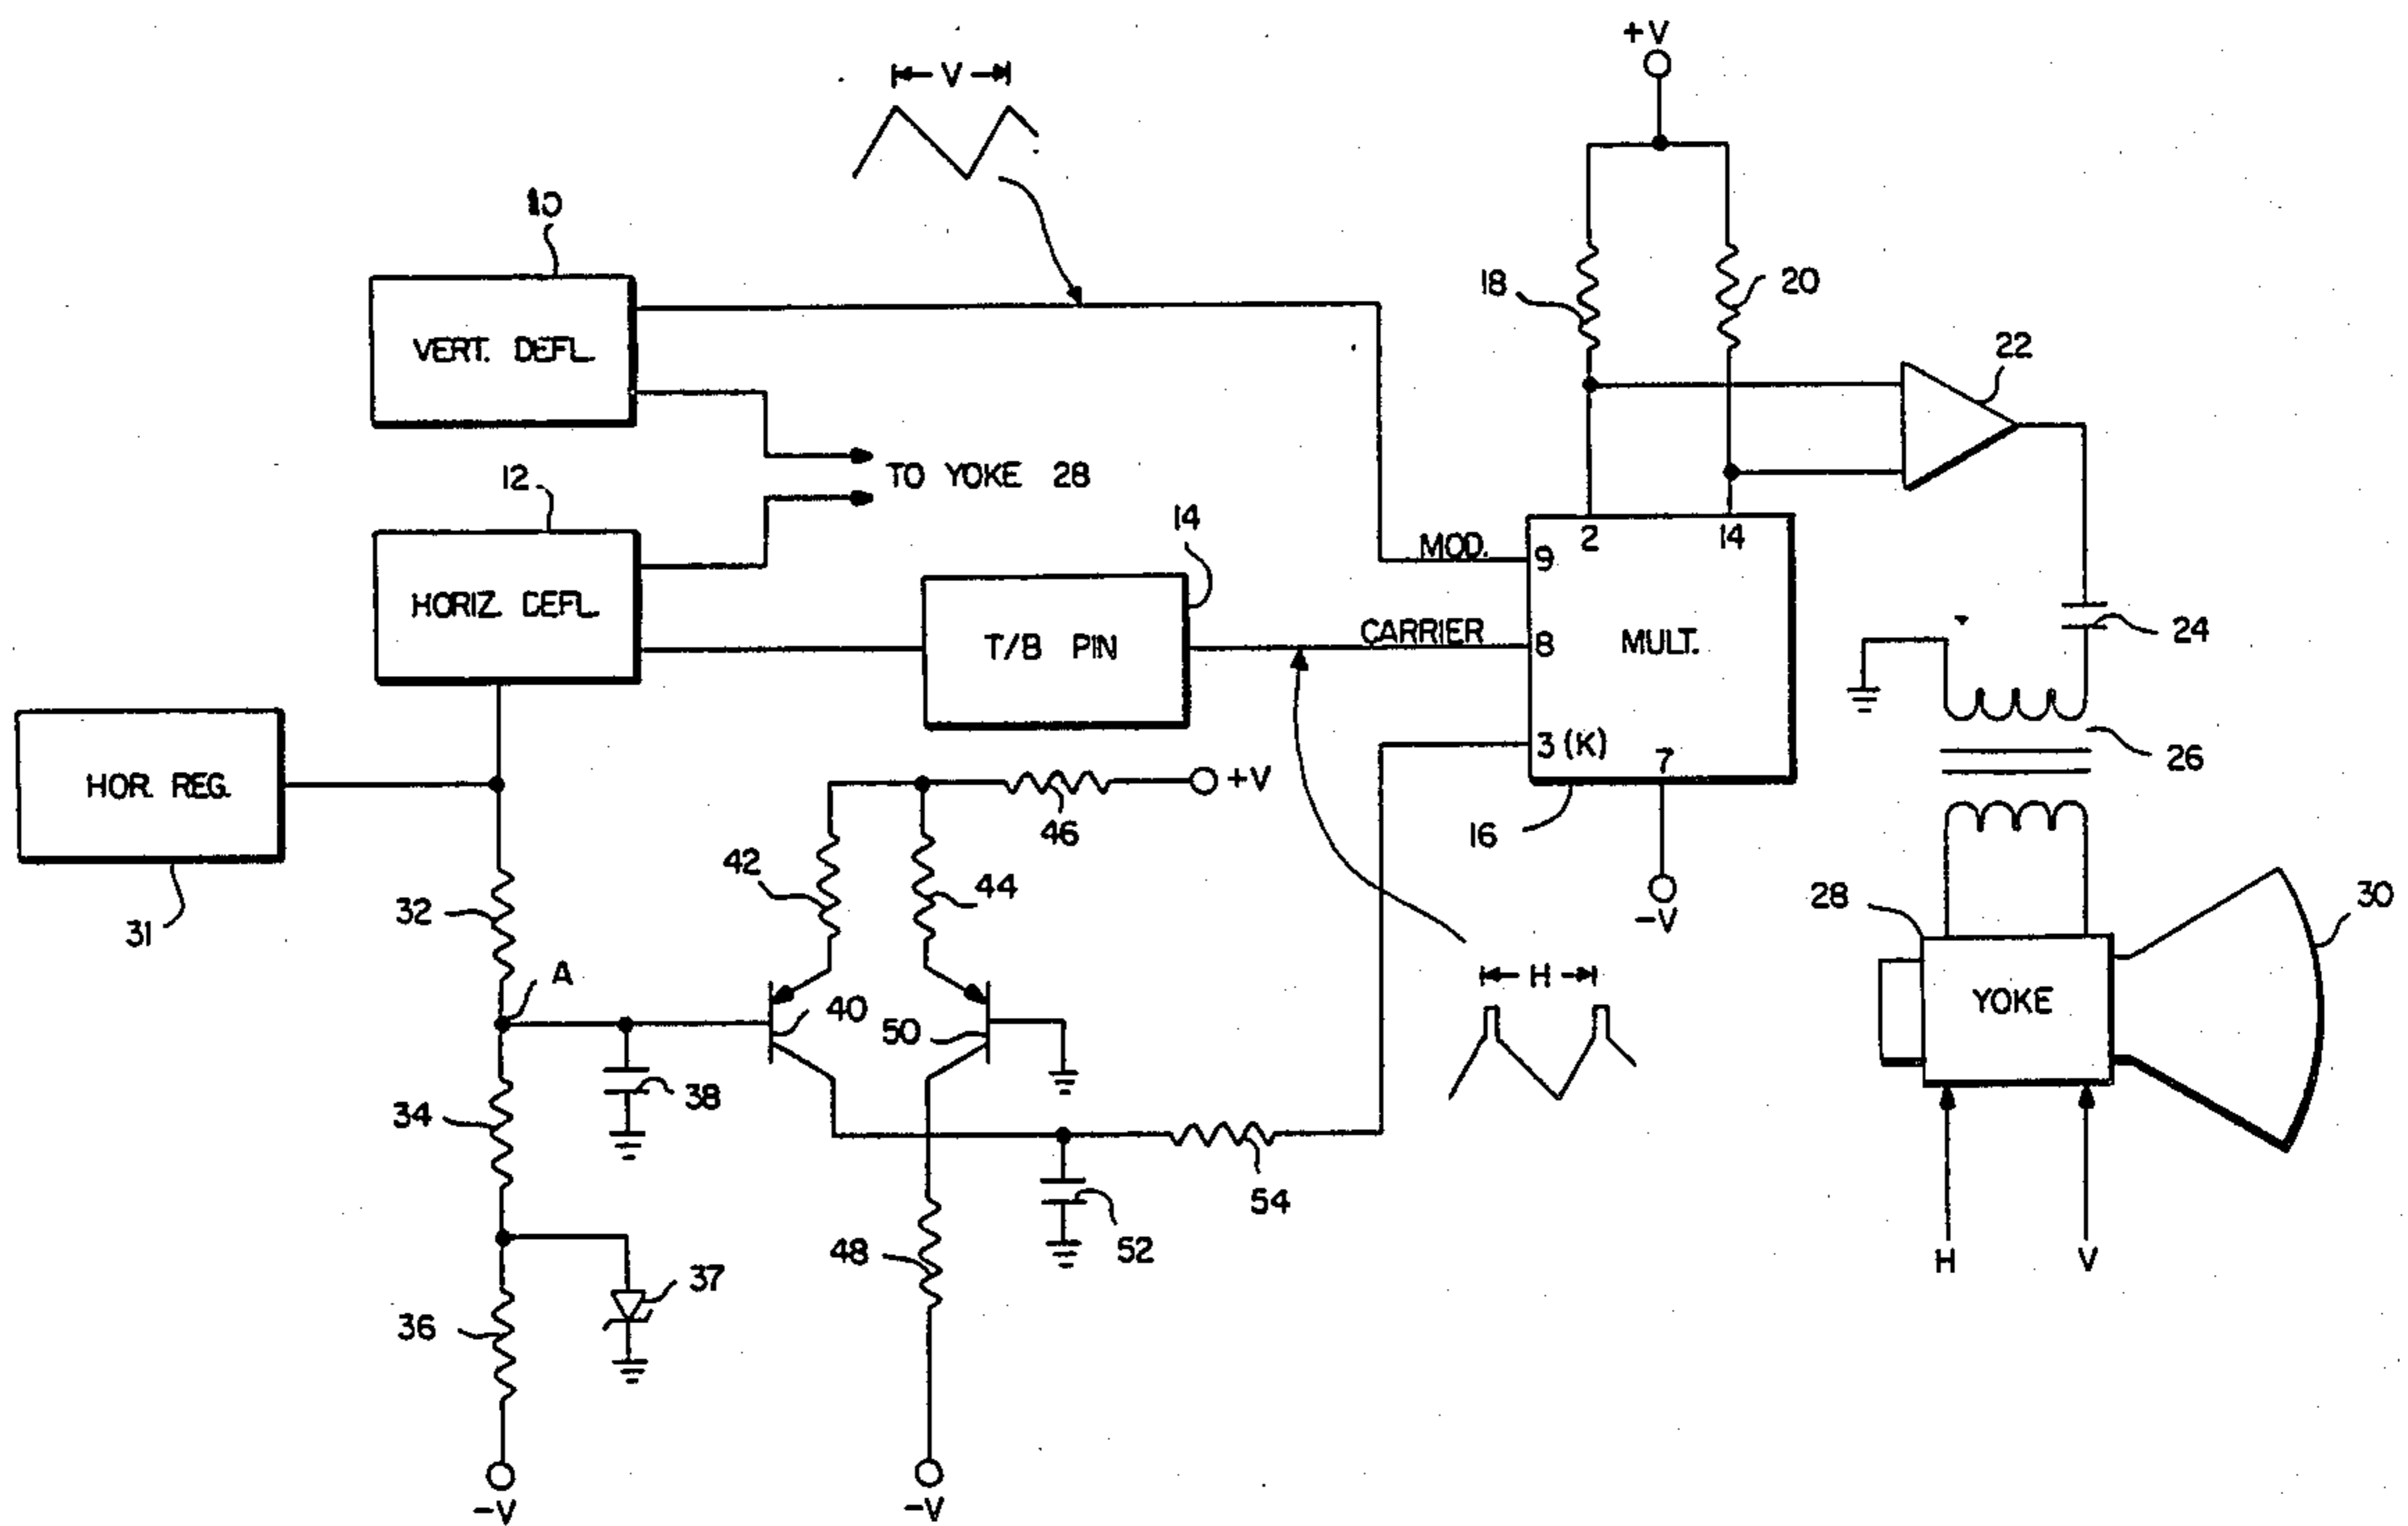 +V
V
10
VERT. DEFL.
18
20
22
TO YOKE 28
12
14
2
14
MOD.
9
HORIZ. DEFL.
T/B PIN
CARRIER
8
MULT.
24
3 (K)
7
26
HOR. REG.
+V
46
16
42
44
-V
28
30
32
31
A
H
40
50
YOKE
34
38
54
48
52
H
V
37
36
-V
-V